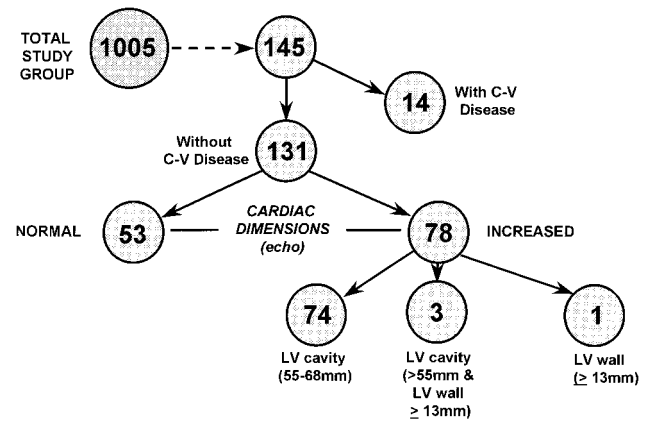 TOTAL
STUDY
GROUP
1005
145
14
With C-V
Disease
Without
C-V Disease
131
NORMAL
53
CARDIAC
DIMENSIONS
(echo)
78
INCREASED
74
3
1
LV cavity
(55-68mm)
LV cavity
(>55mm &
LV wall
≥ 13mm)
LV wall
(≥ 13mm)